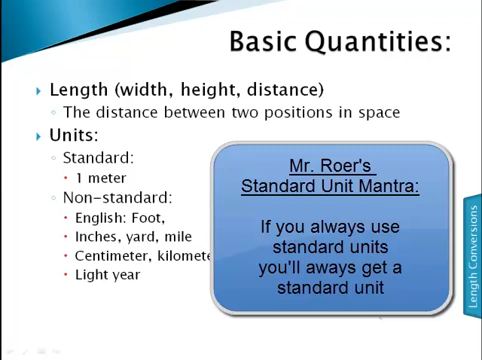 Basic Quantities:
Length (width, height, distance)
The distance between two positions in space
Units:
Standard:
1 meter
Non-standard:
English: Foot,
Inches, yard, mile
Centimeter, kilomete
Light year
Mr. Roer's
Standard Unit Mantra:
If you always use
standard units
you'll aways get a
standard unit
Length Conversions